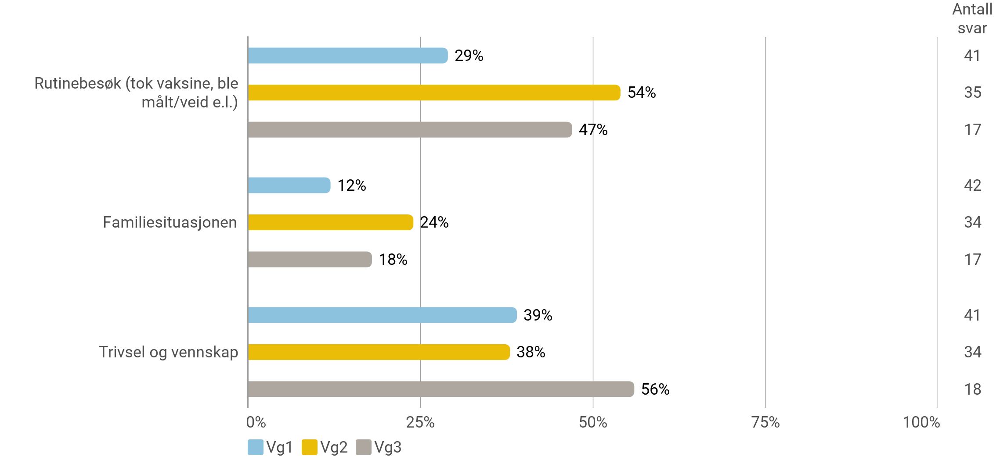 Antall
svar
29%
41
Rutinebesøk (tok vaksine, ble
målt/veid e.l.)
54%
35
47%
17
12%
42
Familiesituasjonen
24%
34
18%
17
39%
41
Trivsel og vennskap
38%
34
56%
18
0% 25% 50% 75% 100%
Vg1 Vg2 Vg3